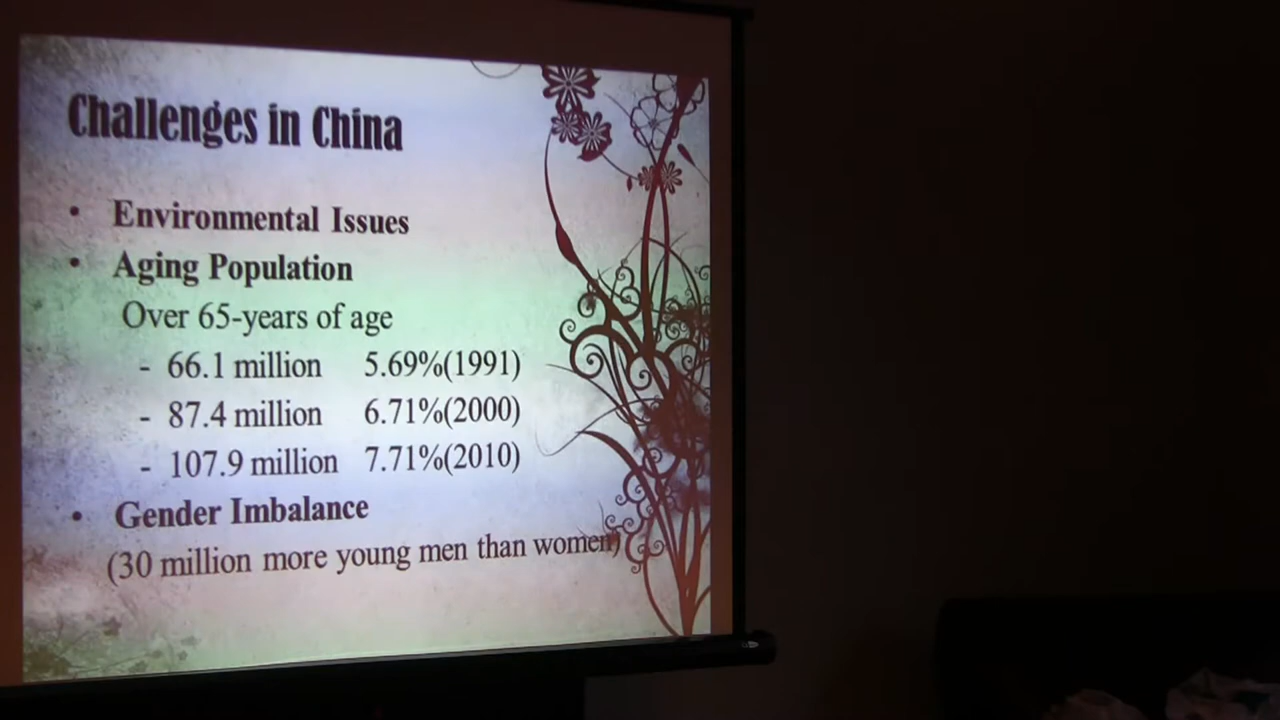 Challenges in China
• Environmental Issues
• Aging Population
Over 65-years of age
- 66.1 million 5.69%(1991)
- 87.4 million 6.71%(2000)
- 107.9 million 7.71%(2010)
• Gender Imbalance
(30 million more young men than women)